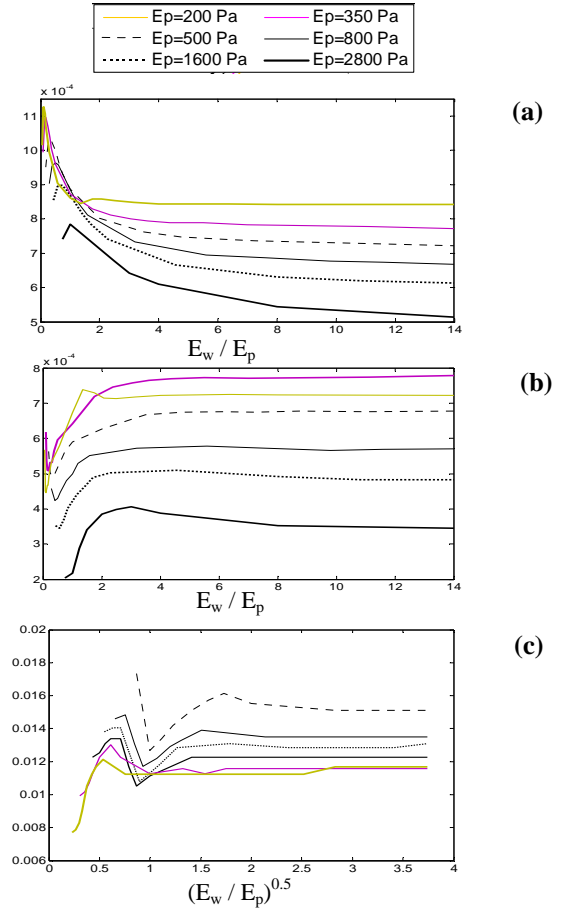 Ep=200 Pa Ep=350 Pa
Ep=500 Pa Ep=800 Pa
Ep=1600 Pa Ep=2800 Pa
x 10⁻⁴
(a)
11
10
9
8
7
6
5
0 2 4 6 8 10 12 14
E_w / E_p
x 10⁻⁴
(b)
8
7
6
5
4
3
2
0 2 4 6 8 10 12 14
E_w / E_p
(c)
0.02
0.018
0.016
0.014
0.012
0.01
0.008
0.006
0 0.5 1 1.5 2 2.5 3 3.5 4
(E_w / E_p)^0.5